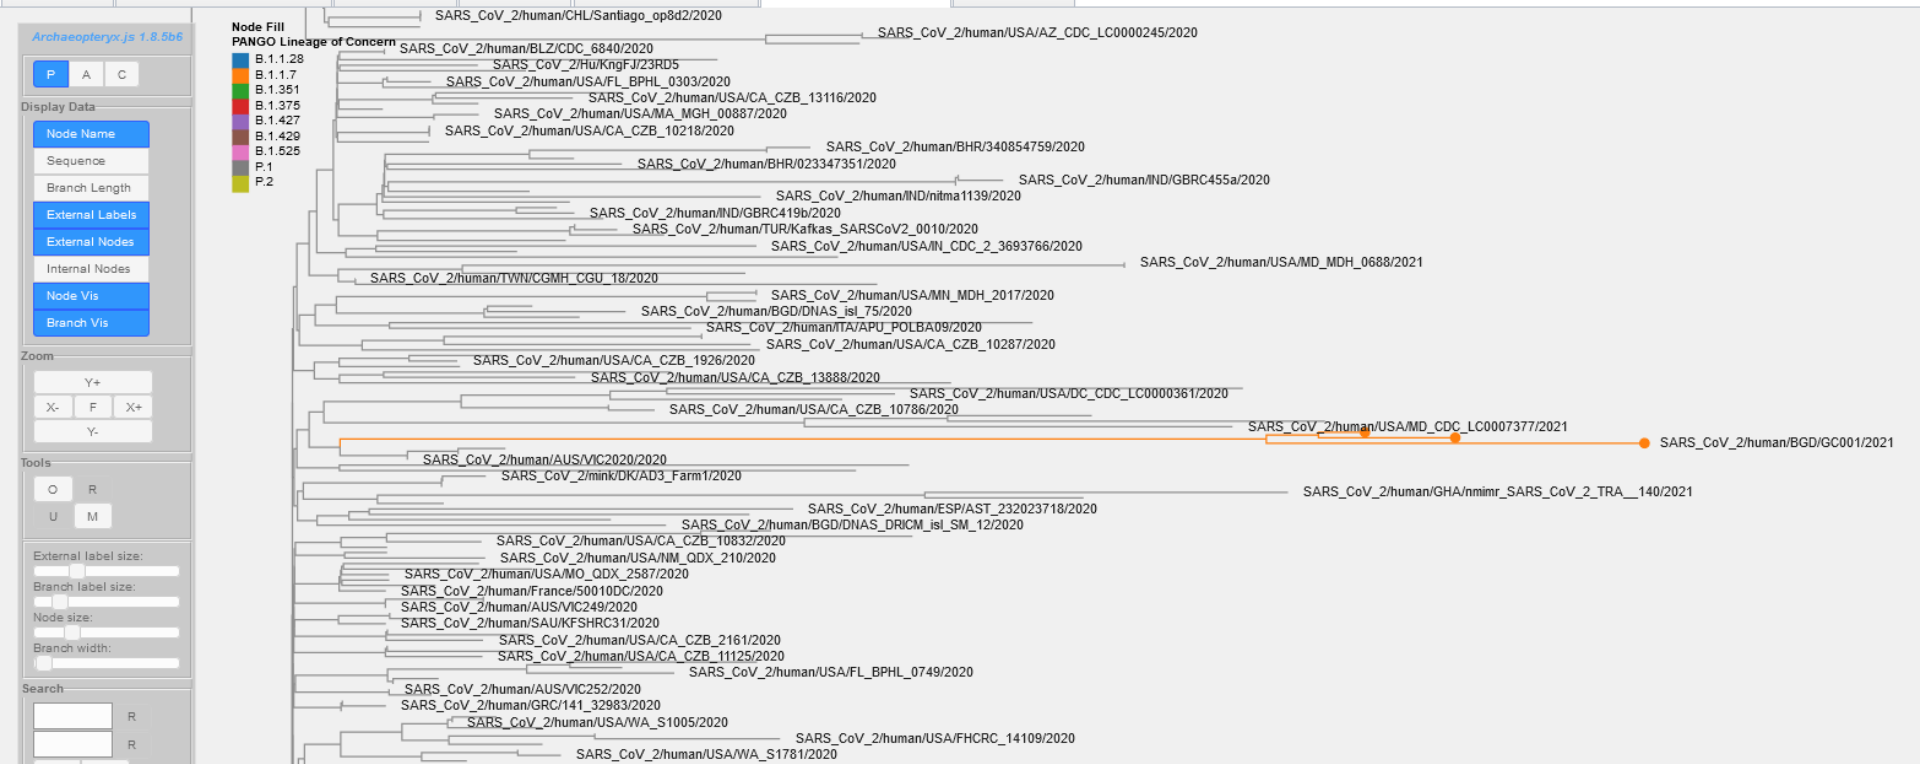 Archaeopteryx.js 1.8.5b6
P A C
Display Data
Node Name
Sequence
Branch Length
External Labels
External Nodes
Internal Nodes
Node Vis
Branch Vis
Zoom
Y+
X- F X+
Y-
Tools
O R
U M
External label size:
Branch label size:
Node size:
Branch width:
Search
R
R
Node Fill
PANGO Lineage of Concern
B.1.1.28
B.1.1.7
B.1.351
B.1.375
B.1.427
B.1.429
B.1.525
P.1
P.2
SARS_CoV_2/human/CHL/Santiago_op8d2/2020
SARS_CoV_2/human/USA/AZ_CDC_LC0000245/2020
SARS_CoV_2/human/BLZ/CDC_6840/2020
SARS_CoV_2/Hu/KngFJ/23RD5
SARS_CoV_2/human/USA/FL_BPHL_0303/2020
SARS_CoV_2/human/USA/CA_CZB_13116/2020
SARS_CoV_2/human/USA/MA_MGH_00887/2020
SARS_CoV_2/human/USA/CA_CZB_10218/2020
SARS_CoV_2/human/BHR/340854759/2020
SARS_CoV_2/human/BHR/023347351/2020
SARS_CoV_2/human/IND/GBRC455a/2020
SARS_CoV_2/human/IND/nitma1139/2020
SARS_CoV_2/human/IND/GBRC419b/2020
SARS_CoV_2/human/TUR/Kafkas_SARSCoV2_0010/2020
SARS_CoV_2/human/USA/IN_CDC_2_3693766/2020
SARS_CoV_2/human/USA/MD_MDH_0688/2021
SARS_CoV_2/human/TWN/CGMH_CGU_18/2020
SARS_CoV_2/human/USA/MN_MDH_2017/2020
SARS_CoV_2/human/BGD/DNAS_isl_75/2020
SARS_CoV_2/human/ITA/APU_POLBA09/2020
SARS_CoV_2/human/USA/CA_CZB_10287/2020
SARS_CoV_2/human/USA/CA_CZB_1926/2020
SARS_CoV_2/human/USA/CA_CZB_13888/2020
SARS_CoV_2/human/USA/DC_CDC_LC0000361/2020
SARS_CoV_2/human/USA/CA_CZB_10786/2020
SARS_CoV_2/human/USA/MD_CDC_LC0007377/2021
SARS_CoV_2/human/BGD/GC001/2021
SARS_CoV_2/human/AUS/VIC2020/2020
SARS_CoV_2/mink/DK/AD3_Farm1/2020
SARS_CoV_2/human/GHA/nmimr_SARS_CoV_2_TRA__140/2021
SARS_CoV_2/human/ESP/AST_232023718/2020
SARS_CoV_2/human/BGD/DNAS_DRICM_isl_SM_12/2020
SARS_CoV_2/human/USA/CA_CZB_10832/2020
SARS_CoV_2/human/USA/NM_QDX_210/2020
SARS_CoV_2/human/USA/MO_QDX_2587/2020
SARS_CoV_2/human/France/50010DC/2020
SARS_CoV_2/human/AUS/VIC249/2020
SARS_CoV_2/human/SAU/KFSHRC31/2020
SARS_CoV_2/human/USA/CA_CZB_2161/2020
SARS_CoV_2/human/USA/CA_CZB_11125/2020
SARS_CoV_2/human/USA/FL_BPHL_0749/2020
SARS_CoV_2/human/AUS/VIC252/2020
SARS_CoV_2/human/GRC/141_32983/2020
SARS_CoV_2/human/USA/WA_S1005/2020
SARS_CoV_2/human/USA/FHCRC_14109/2020
SARS_CoV_2/human/USA/WA_S1781/2020